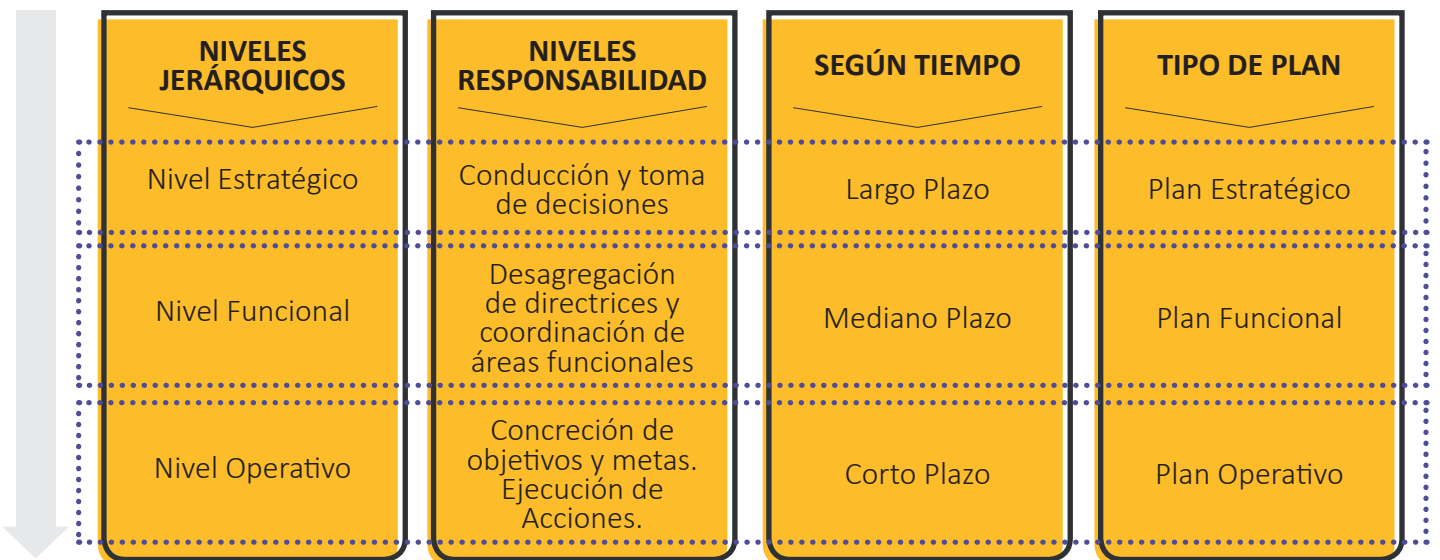 NIVELES
JERÁRQUICOS
NIVELES
RESPONSABILIDAD
SEGÚN TIEMPO
TIPO DE PLAN
Nivel Estratégico
Conducción y toma
de decisiones
Largo Plazo
Plan Estratégico
Nivel Funcional
Desagregación
de directrices y
coordinación de
áreas funcionales
Mediano Plazo
Plan Funcional
Nivel Operativo
Concreción de
objetivos y metas.
Ejecución de
Acciones.
Corto Plazo
Plan Operativo